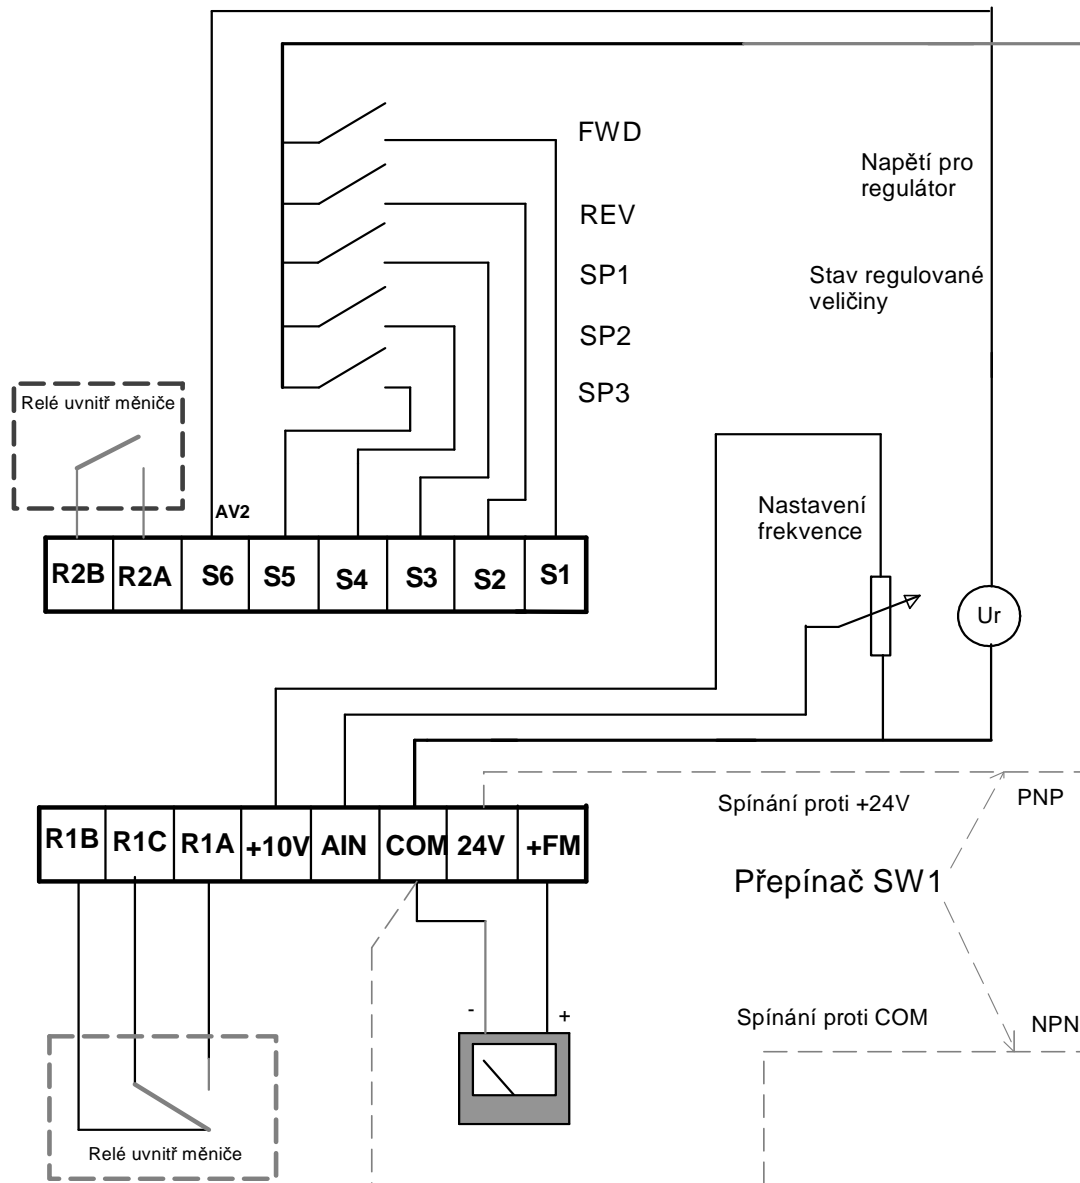 FWD
Napětí pro
regulátor
REV
SP1
Stav regulované
veličiny
SP2
SP3
Relé uvnitř měniče
Nastavení
frekvence
AV2
R2B R2A S6 S5 S4 S3 S2 S1
Ur
Spínání proti +24V
PNP
R1B R1C R1A +10V AIN COM 24V +FM
Přepínač SW1
- +
Spínání proti COM
NPN
Relé uvnitř měniče